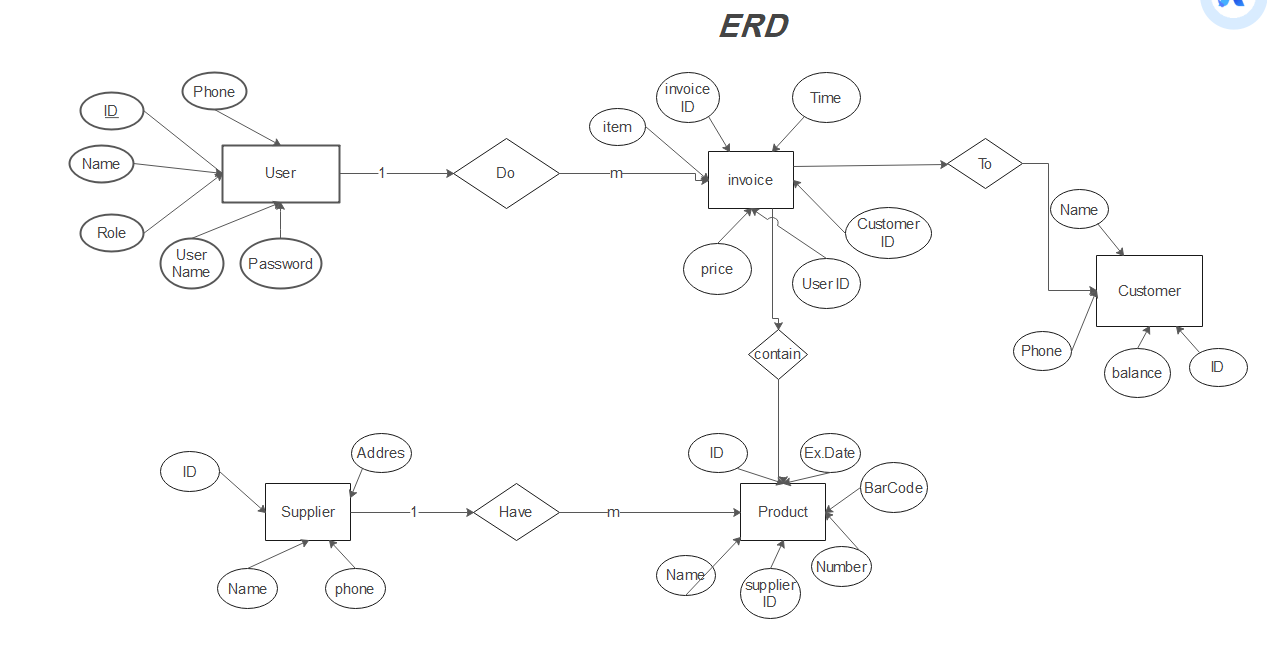 ERD
Phone
ID
Name
Role
User
Name
Password
User
1
Do
m
item
invoice
ID
Time
invoice
price
User ID
Customer
ID
To
Name
Customer
Phone
balance
ID
contain
ID
Addres
Supplier
Name
phone
1
Have
m
ID
Ex.Date
BarCode
Product
Name
supplier
ID
Number